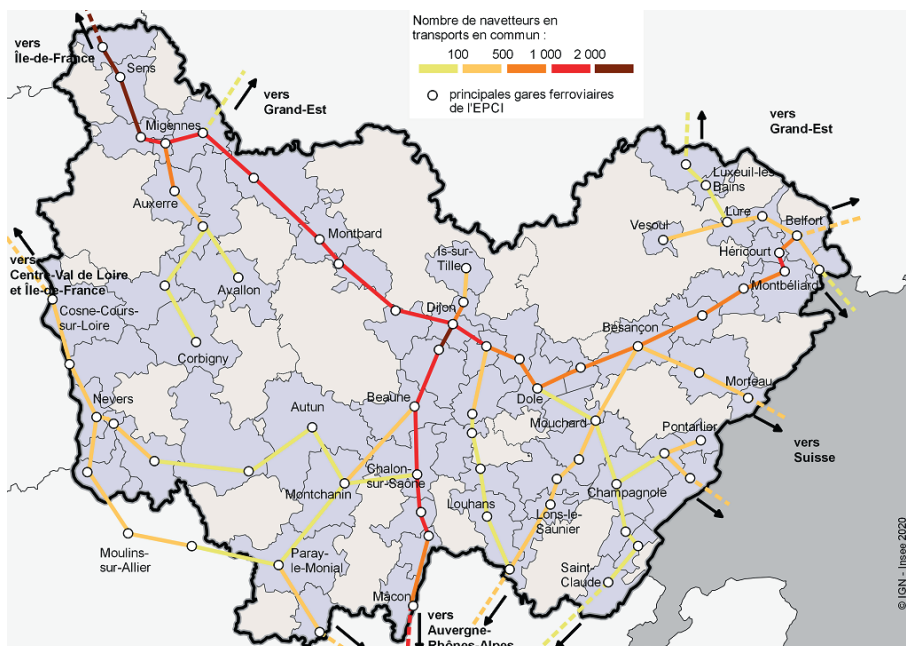 Nombre de navetteurs en
transports en commun :
100 500 1 000 2 000
principales gares ferroviaires
de l'EPCI
vers
Île-de-France
Sens
vers
Grand-Est
Migennes
vers
Grand-Est
Luxeuil-les
Bains
Auxerre
Vesoul
Lure
Belfort
Montbard
Is-sur-
Tille
Héricourt
vers
Centre-Val de Loire
et Île-de-France
Avallon
Montbéliard
Cosne-Cours-
sur-Loire
Dijon
Besançon
Corbigny
Nevers
Autun
Beaune
Dole
Morteau
Mouchard
Pontarlier
vers
Suisse
Montchanin
Chalon-
sur-Saône
Champagnole
Louhans
Lons-le-
Saunier
Moulins-
sur-Allier
Paray-
le-Monial
Saint-
Claude
Mâcon
vers
Auvergne-
Rhônes-Alpes
© IGN - Insee 2020